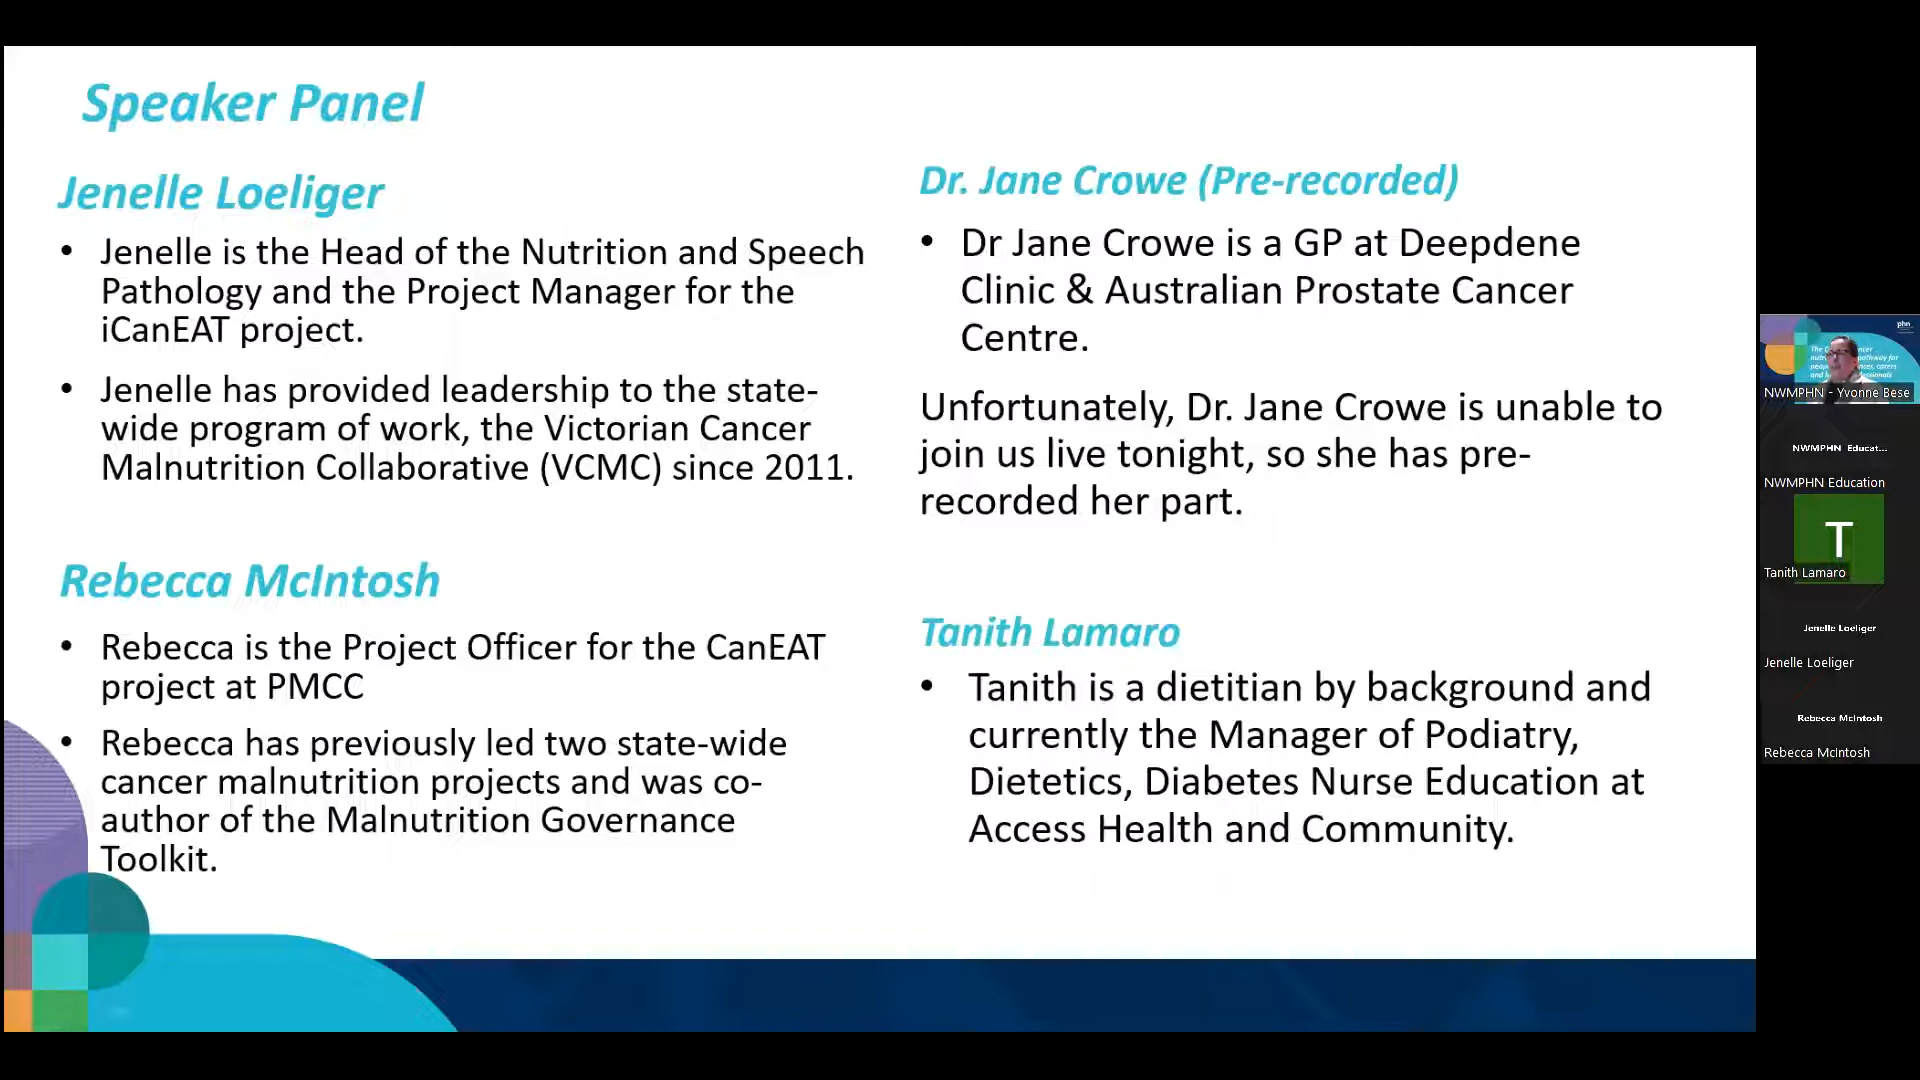 Speaker Panel
Jenelle Loeliger
• Jenelle is the Head of the Nutrition and Speech
Pathology and the Project Manager for the
iCanEAT project.
• Jenelle has provided leadership to the state-
wide program of work, the Victorian Cancer
Malnutrition Collaborative (VCMC) since 2011.
Rebecca McIntosh
• Rebecca is the Project Officer for the CanEAT
project at PMCC
• Rebecca has previously led two state-wide
cancer malnutrition projects and was co-
author of the Malnutrition Governance
Toolkit.
Dr. Jane Crowe (Pre-recorded)
• Dr Jane Crowe is a GP at Deepdene
Clinic & Australian Prostate Cancer
Centre.
Unfortunately, Dr. Jane Crowe is unable to
join us live tonight, so she has pre-
recorded her part.
Tanith Lamaro
• Tanith is a dietitian by background and
currently the Manager of Podiatry,
Dietetics, Diabetes Nurse Education at
Access Health and Community.
phn
NWMPHN - Yvonne Bese
NWMPHN Educat...
NWMPHN Education
T
Tanith Lamaro
Jenelle Loeliger
Jenelle Loeliger
Rebecca McIntosh
Rebecca McIntosh